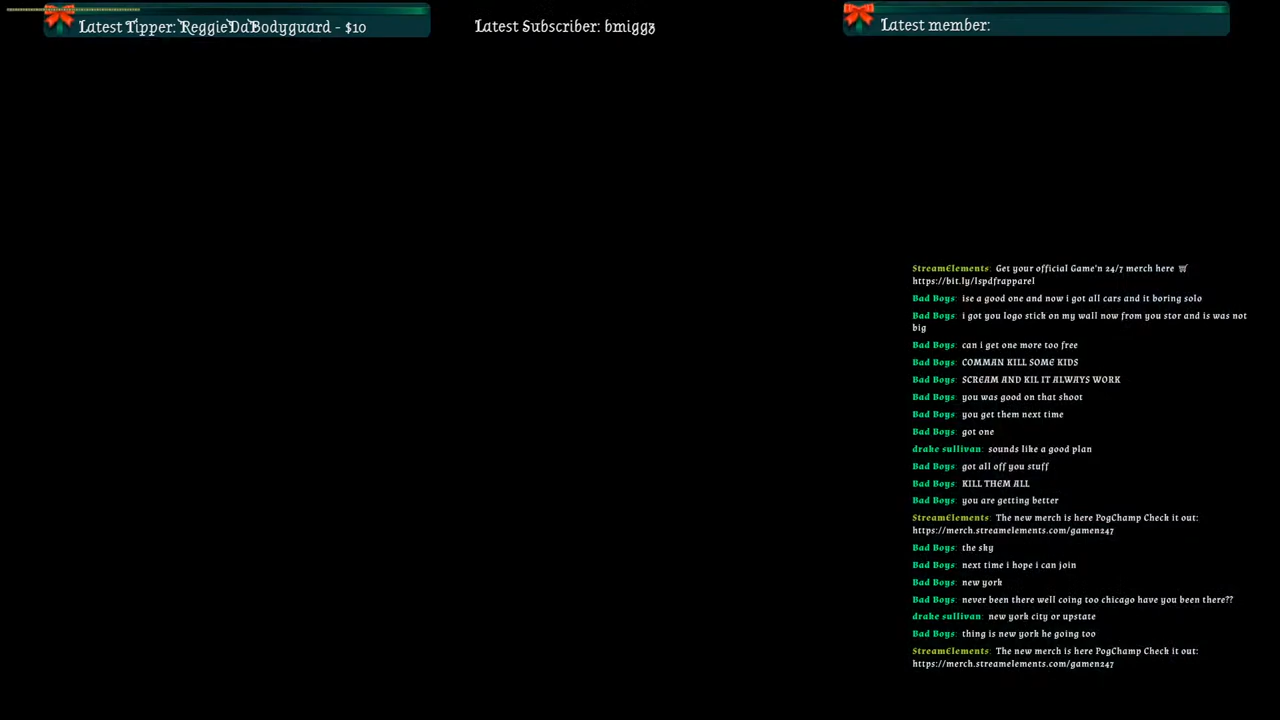 Latest Tipper: ReggieDaBodyguard - $10
Latest Subscriber: bmiggz
Latest member:
StreamElements: Get your official Game'n 24/7 merch here 🛒
https://bit.ly/lspdfrapparel
Bad Boys: ise a good one and now i got all cars and it boring solo
Bad Boys: i got you logo stick on my wall now from you stor and is was not
big
Bad Boys: can i get one more too free
Bad Boys: COMMAN KILL SOME KIDS
Bad Boys: SCREAM AND KIL IT ALWAYS WORK
Bad Boys: you was good on that shoot
Bad Boys: you get them next time
Bad Boys: got one
drake sullivan: sounds like a good plan
Bad Boys: got all off you stuff
Bad Boys: KILL THEM ALL
Bad Boys: you are getting better
StreamElements: The new merch is here PogChamp Check it out:
https://merch.streamelements.com/gamen247
Bad Boys: the sky
Bad Boys: next time i hope i can join
Bad Boys: new york
Bad Boys: never been there well coing too chicago have you been there??
drake sullivan: new york city or upstate
Bad Boys: thing is new york he going too
StreamElements: The new merch is here PogChamp Check it out:
https://merch.streamelements.com/gamen247